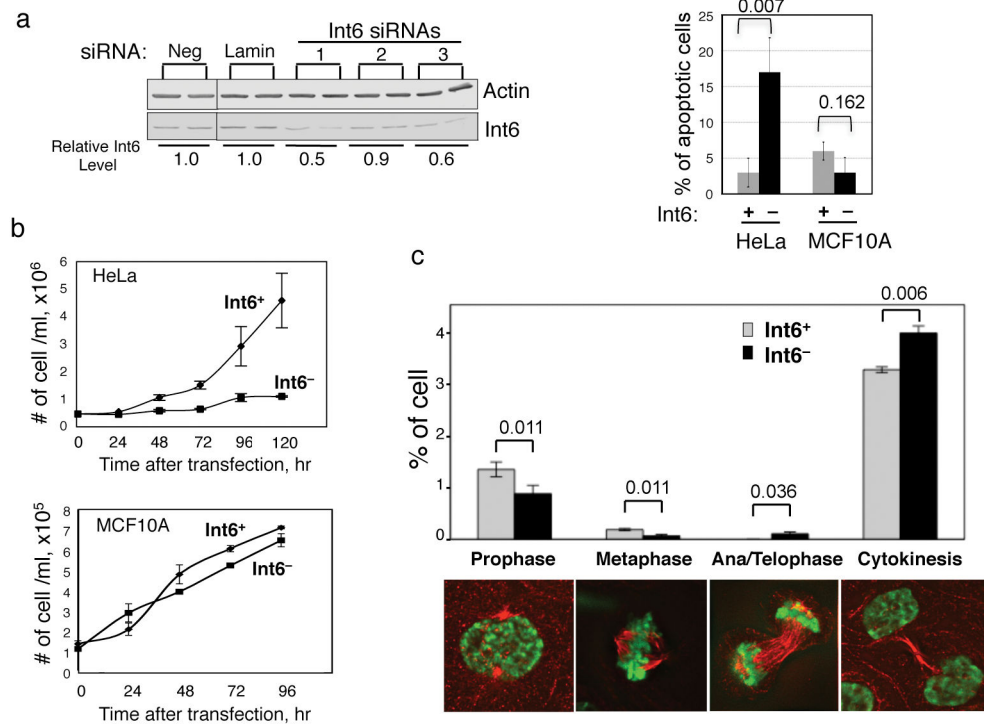 a
Int6 siRNAs
siRNA: Neg Lamin 1 2 3
Actin
Int6
Relative Int6
Level
1.0 1.0 0.5 0.9 0.6
% of apoptotic cells
25
20
15
10
5
0
0.007
0.162
Int6: + − + −
HeLa MCF10A
b
# of cell /ml, x10⁶
6
5
4
3
2
1
0
HeLa
Int6⁺
Int6⁻
0 24 48 72 96 120
Time after transfection, hr
# of cell /ml, x10⁵
8
7
5
4
3
2
1
0
MCF10A
Int6⁺
Int6⁻
0 24 48 72 96
Time after transfection, hr
c
% of cell
4
3
2
1
0
Int6⁺
Int6⁻
0.011
0.011
0.036
0.006
Prophase Metaphase Ana/Telophase Cytokinesis